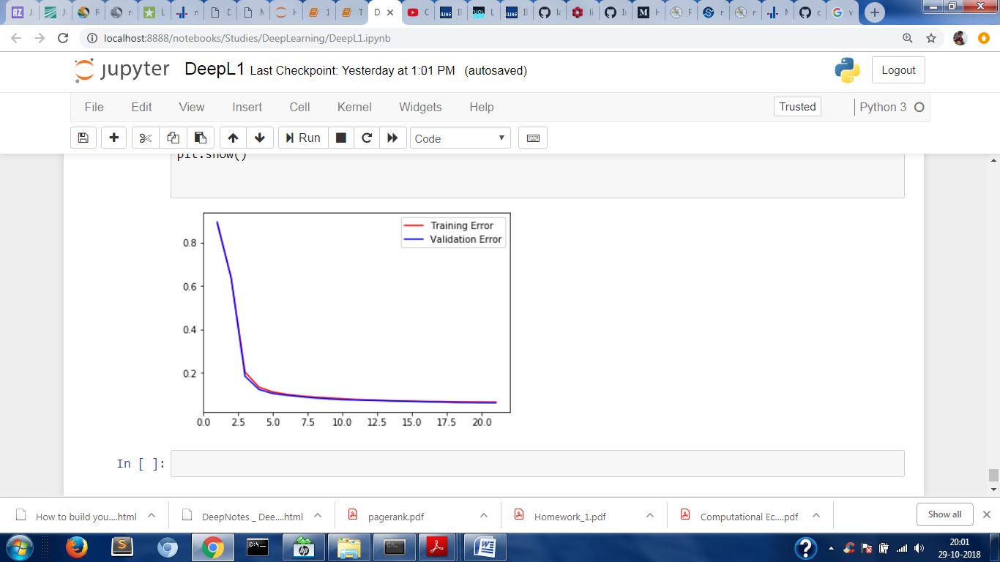 localhost:8888/notebooks/Studies/DeepLearning/DeepL1.ipynb
jupyter DeepL1 Last Checkpoint: Yesterday at 1:01 PM (autosaved)
Logout
File Edit View Insert Cell Kernel Widgets Help
Trusted
Python 3
Run
Code
plt.show()
Training Error
Validation Error
0.8
0.6
0.4
0.2
0.0 2.5 5.0 7.5 10.0 12.5 15.0 17.5 20.0
In [ ]:
How to build you....html
DeepNotes _ Dee....html
pagerank.pdf
Homework_1.pdf
Computational Ec....pdf
Show all
20:01
29-10-2018